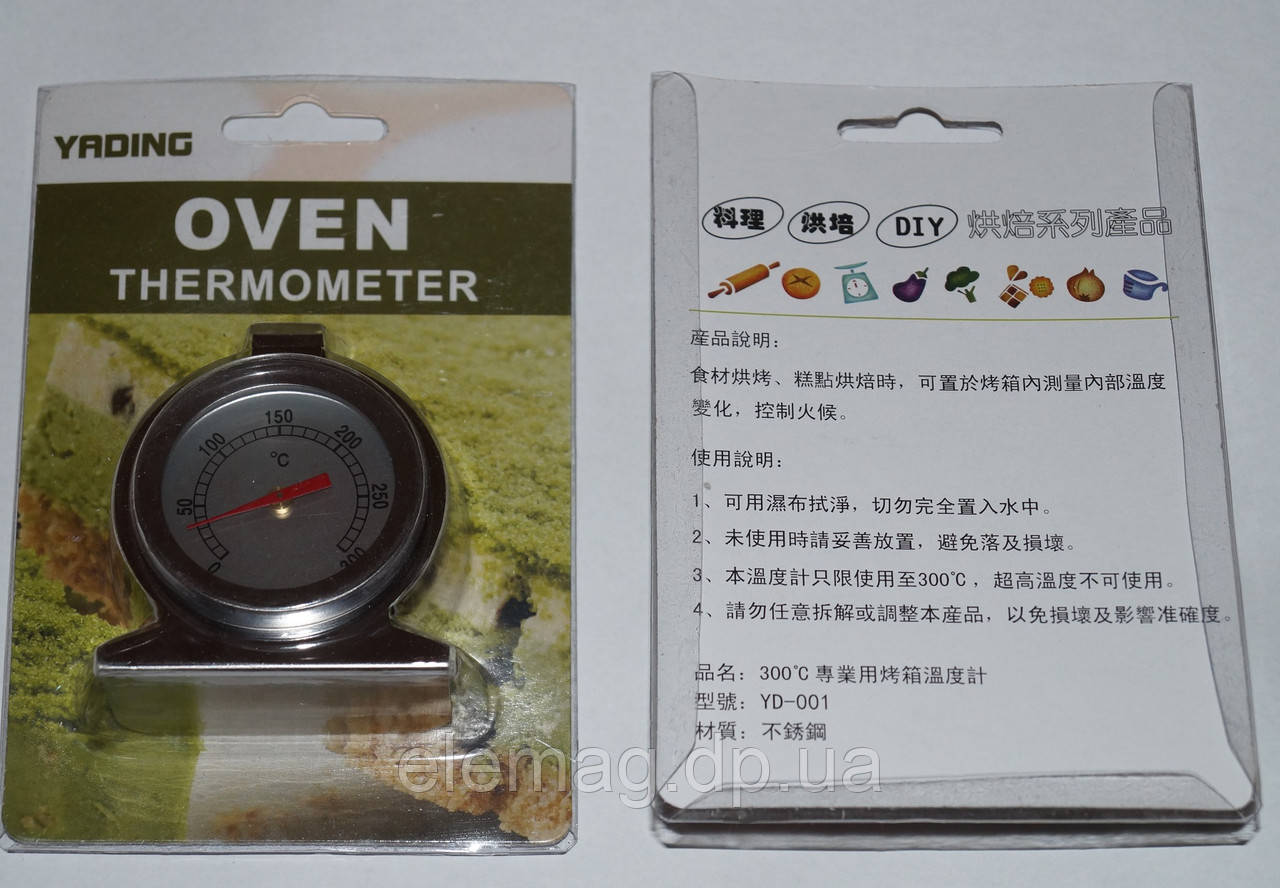 YADING
OVEN
THERMOMETER
0
50
100
150
200
250
300
℃
料理 烘培 DIY 烘焙系列產品
産品說明：
食材烘烤、糕點烘焙時，可置於烤箱內測量內部溫度
變化，控制火候。
使用說明：
1、可用濕布拭淨，切勿完全置入水中。
2、未使用時請妥善放置，避免落及損壞。
3、本溫度計只限使用至300℃，超高溫度不可使用。
4、請勿任意拆解或調整本産品，以免損壞及影響准確度。
品名：300℃專業用烤箱溫度計
型號：YD-001
材質：不銹鋼
elemag.dp.ua